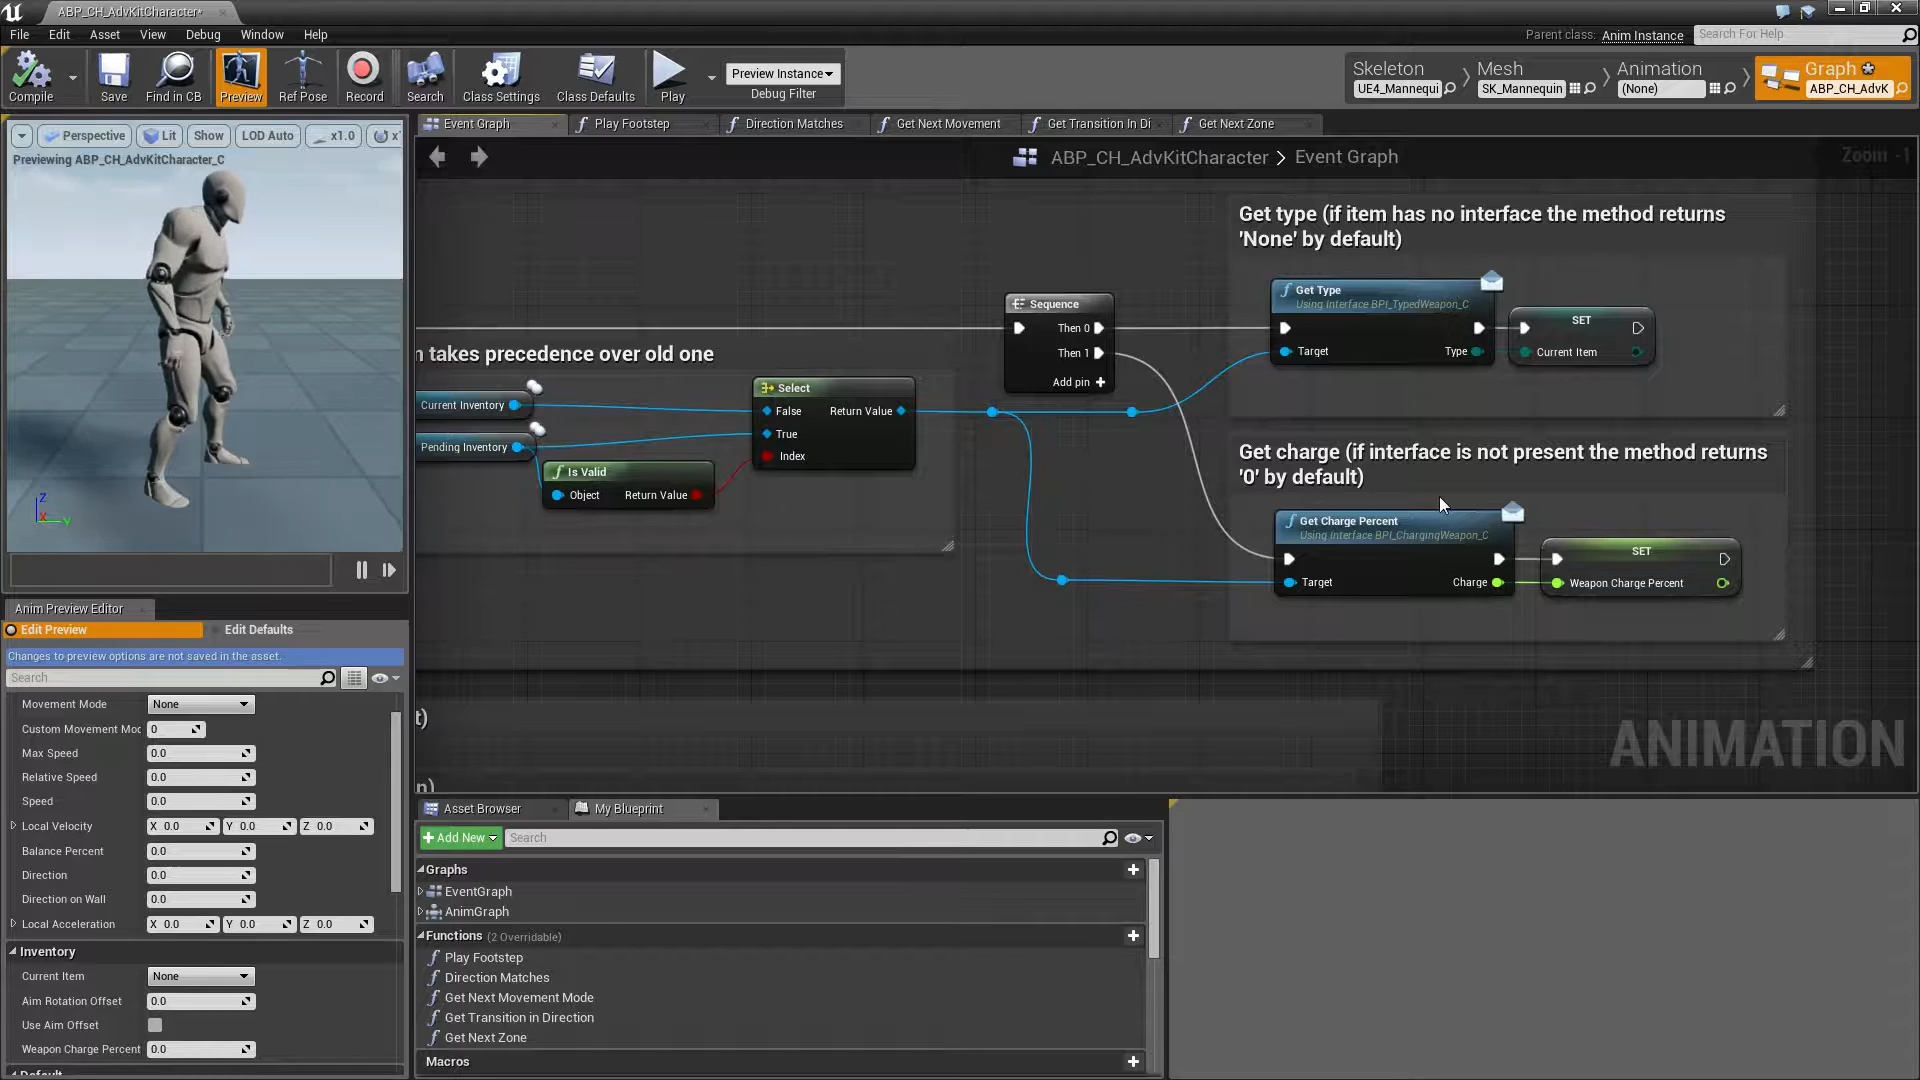 ABP_CH_AdvKitCharacter*
File Edit Asset View Debug Window Help
Parent class: Anim Instance Search For Help
Compile Save Find in CB Preview Ref Pose Record Search Class Settings Class Defaults Play
Preview Instance
Debug Filter
Skeleton Mesh Animation Graph
UE4_Mannequi SK_Mannequin (None) ABP_CH_AdvK
Perspective Lit Show LOD Auto x1.0
Previewing ABP_CH_AdvKitCharacter_C
Event Graph Play Footstep Direction Matches Get Next Movement Get Transition In Di Get Next Zone
ABP_CH_AdvKitCharacter > Event Graph
Zoom -1
Get type (if item has no interface the method returns
'None' by default)
Get Type
Using Interface BPI_TypedWeapon_C
Target Type
SET
Current Item
Sequence
Then 0
Then 1
Add pin +
n takes precedence over old one
Current Inventory
Pending Inventory
Select
False Return Value
True
Index
Is Valid
Object Return Value
Get charge (if interface is not present the method returns
'0' by default)
Get Charge Percent
Using Interface BPI_ChargingWeapon_C
Target Charge
SET
Weapon Charge Percent
t)
n)
ANIMATION
Z
X
Y
Anim Preview Editor
Edit Preview Edit Defaults
Changes to preview options are not saved in the asset.
Search
Movement Mode None
Custom Movement Moc 0
Max Speed 0.0
Relative Speed 0.0
Speed 0.0
Local Velocity X 0.0 Y 0.0 Z 0.0
Balance Percent 0.0
Direction 0.0
Direction on Wall 0.0
Local Acceleration X 0.0 Y 0.0 Z 0.0
Inventory
Current Item None
Aim Rotation Offset 0.0
Use Aim Offset
Weapon Charge Percent 0.0
Default
Asset Browser My Blueprint
+ Add New Search
Graphs
EventGraph
AnimGraph
Functions (2 Overridable)
Play Footstep
Direction Matches
Get Next Movement Mode
Get Transition in Direction
Get Next Zone
Macros